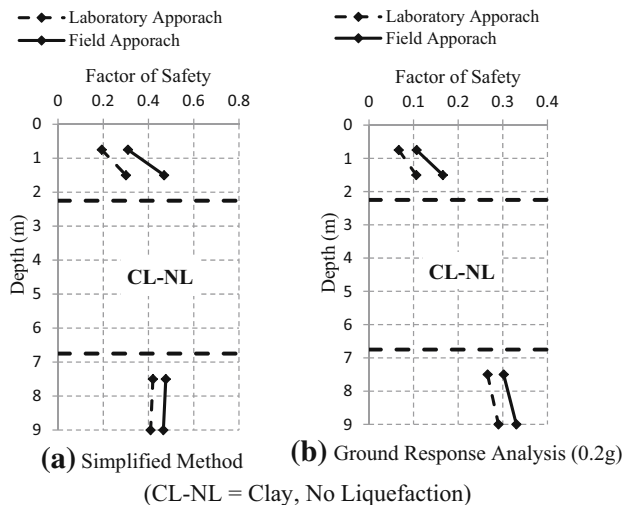 Laboratory Apporach
Field Apporach
Factor of Safety
0 0.2 0.4 0.6 0.8
0
1
2
3
4
5
6
7
8
9
Depth (m)
CL-NL
(a) Simplified Method
Laboratory Apporach
Field Apporach
Factor of Safety
0 0.1 0.2 0.3 0.4
0
1
2
3
4
5
6
7
8
9
Depth (m)
CL-NL
(b) Ground Response Analysis (0.2g)
(CL-NL = Clay, No Liquefaction)